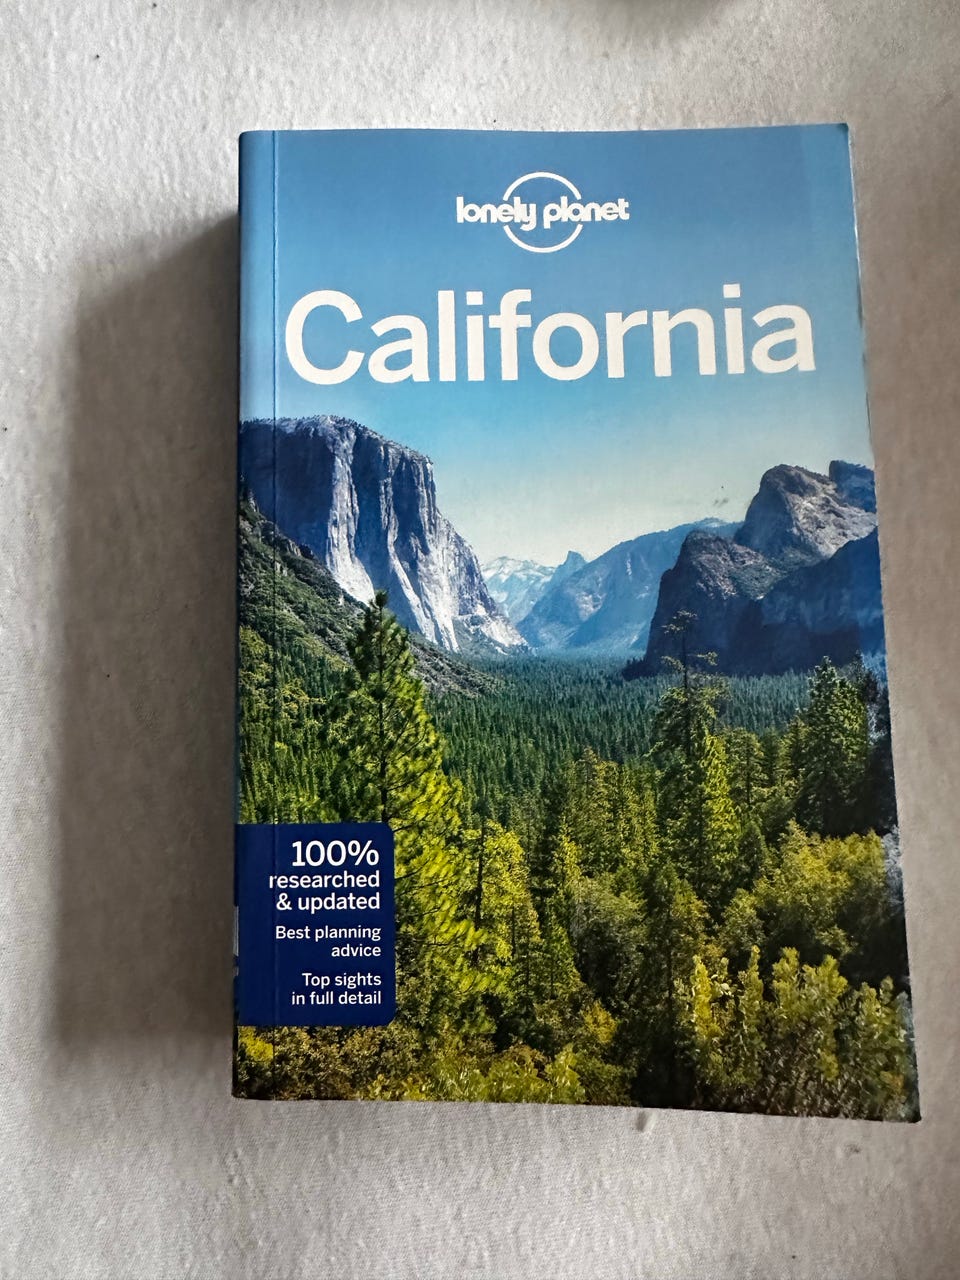 lonely planet
California
100%
researched
& updated
Best planning
advice
Top sights
in full detail